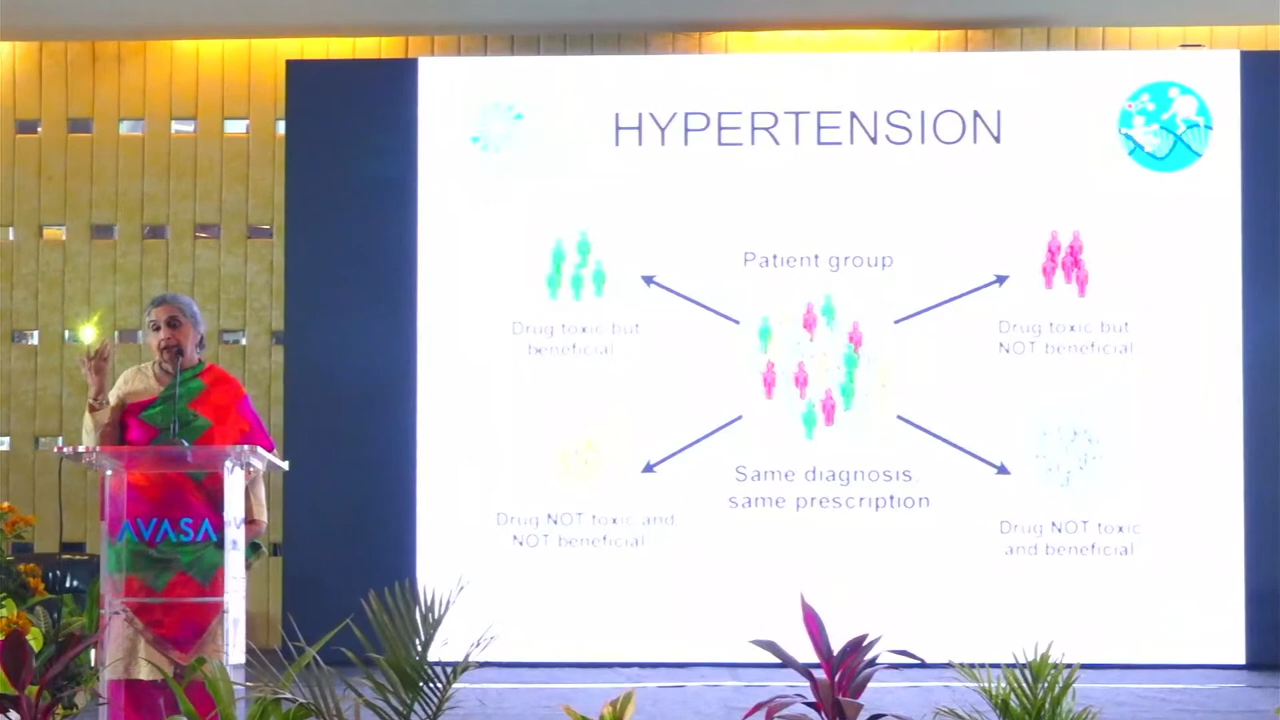 HYPERTENSION
Patient group
Drug toxic but
beneficial
Drug toxic but
NOT beneficial
Same diagnosis,
same prescription
Drug NOT toxic and
NOT beneficial
Drug NOT toxic
and beneficial
AVASA